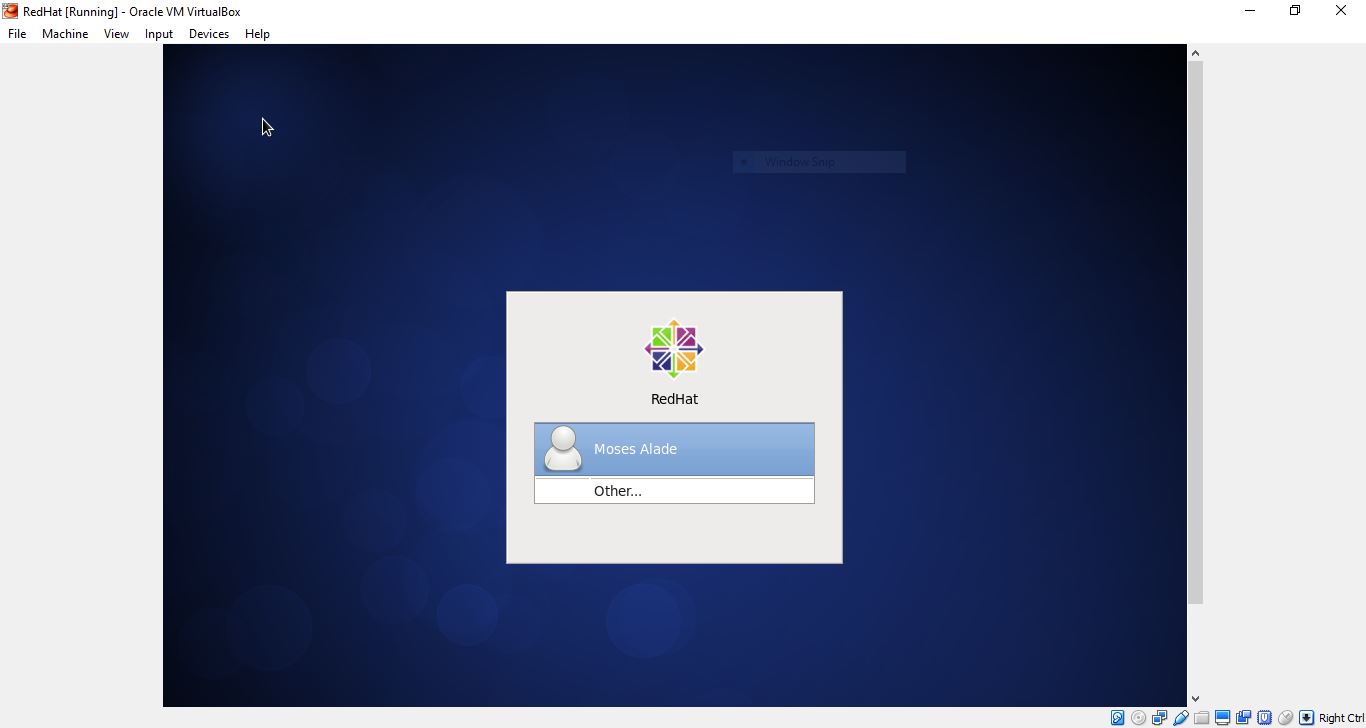 RedHat [Running] - Oracle VM VirtualBox
File Machine View Input Devices Help
Window Snip
RedHat
Moses Alade
Other...
Right Ctrl